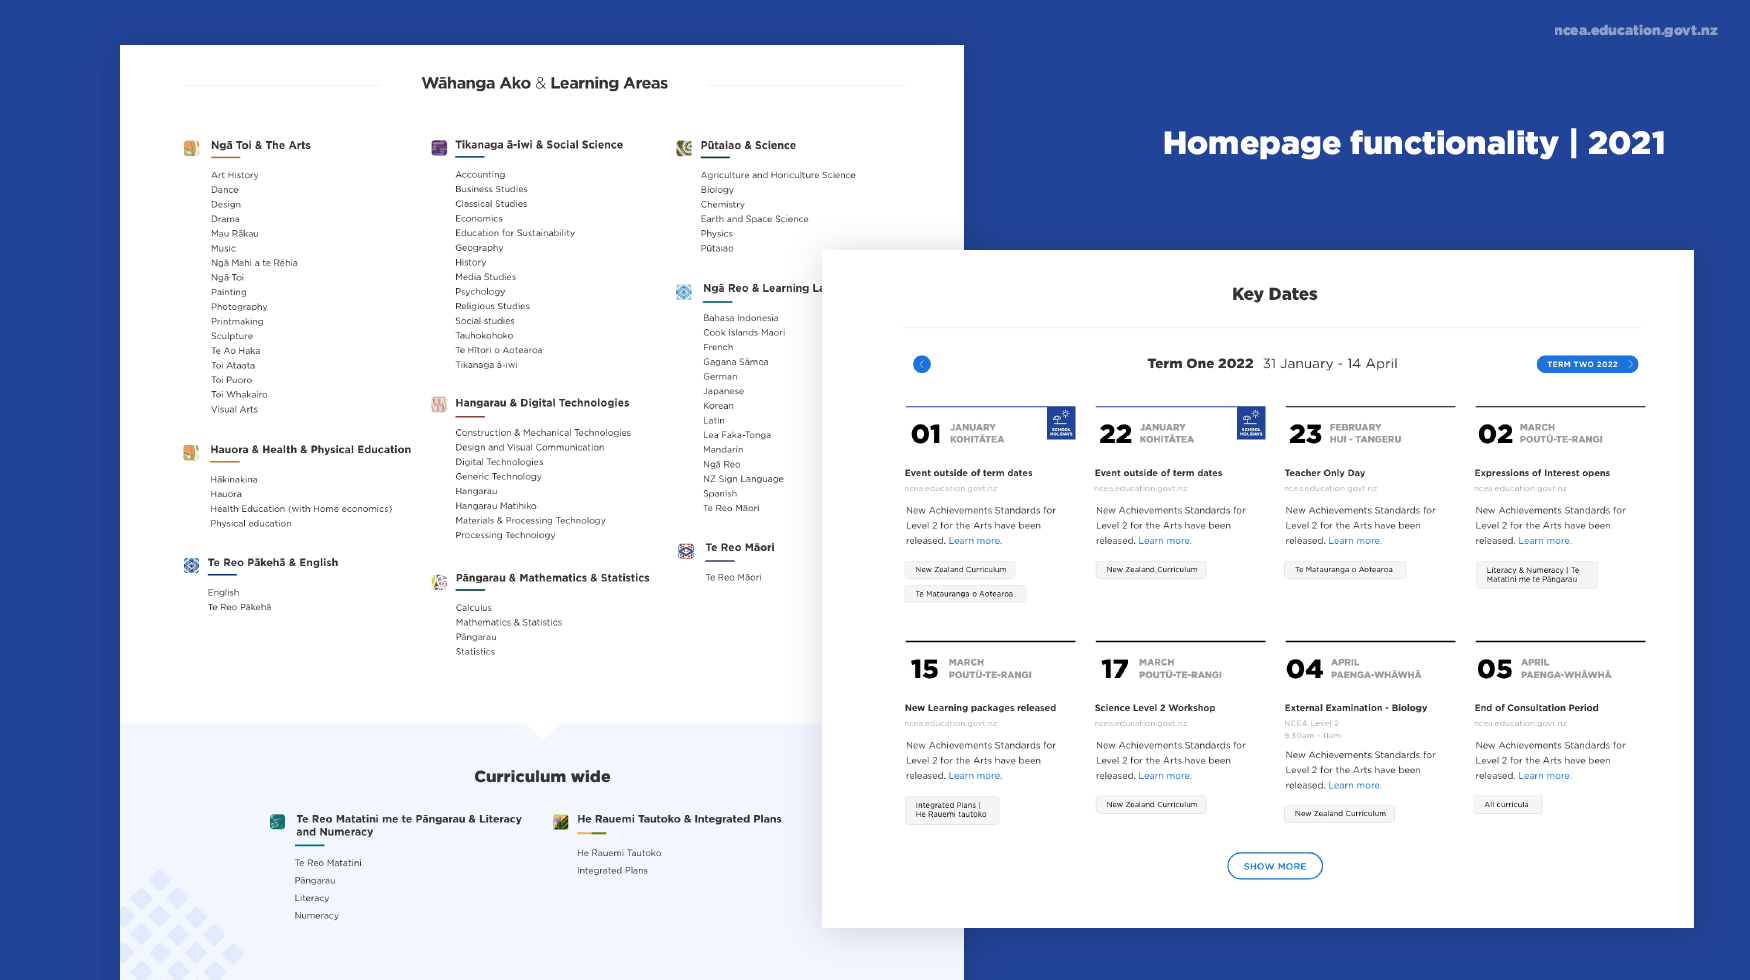 ncea.education.govt.nz
Homepage functionality | 2021
Wāhanga Ako & Learning Areas
Ngā Toi & The Arts
Art History
Dance
Design
Drama
Mau Rākau
Music
Ngā Mahi a te Rēhia
Ngā Toi
Painting
Photography
Printmaking
Sculpture
Te Ao Haka
Toi Ataata
Toi Puoro
Toi Whakairo
Visual Arts
Hauora & Health & Physical Education
Hākinakina
Hauora
Health Education (with Home economics)
Physical education
Te Reo Pākehā & English
English
Te Reo Pākehā
Tikanaga ā-iwi & Social Science
Accounting
Business Studies
Classical Studies
Economics
Education for Sustainability
Geography
History
Media Studies
Psychology
Religious Studies
Social studies
Tauhokohoko
Te Hītori o Aotearoa
Tikanaga ā-iwi
Hangarau & Digital Technologies
Construction & Mechanical Technologies
Design and Visual Communication
Digital Technologies
Generic Technology
Hangarau
Hangarau Matihiko
Materials & Processing Technology
Processing Technology
Pāngarau & Mathematics & Statistics
Calculus
Mathematics & Statistics
Pāngarau
Statistics
Pūtaiao & Science
Agriculture and Horiculture Science
Biology
Chemistry
Earth and Space Science
Physics
Pūtaiao
Ngā Reo & Learning La
Bahasa Indonesia
Cook Islands Maori
French
Gagana Sāmoa
German
Japanese
Korean
Latin
Lea Faka-Tonga
Mandarin
Ngā Reo
NZ Sign Language
Spanish
Te Reo Māori
Te Reo Māori
Te Reo Māori
Curriculum wide
Te Reo Matatini me te Pāngarau & Literacy
and Numeracy
Te Reo Matatini
Pāngarau
Literacy
Numeracy
He Rauemi Tautoko & Integrated Plans
He Rauemi Tautoko
Integrated Plans
Key Dates
Term One 2022 31 January - 14 April
TERM TWO 2022
01 JANUARY
KOHITĀTEA
SCHOOL
HOLIDAYS
Event outside of term dates
ncea.education.govt.nz
New Achievements Standards for
Level 2 for the Arts have been
released. Learn more.
New Zealand Curriculum
Te Matauranga o Aotearoa
22 JANUARY
KOHITĀTEA
SCHOOL
HOLIDAYS
Event outside of term dates
ncea.education.govt.nz
New Achievements Standards for
Level 2 for the Arts have been
released. Learn more.
New Zealand Curriculum
23 FEBRUARY
HUI - TANGERU
Teacher Only Day
ncea.education.govt.nz
New Achievements Standards for
Level 2 for the Arts have been
released. Learn more.
Te Matauranga o Aotearoa
02 MARCH
POUTŪ-TE-RANGI
Expressions of Interest opens
ncea.education.govt.nz
New Achievements Standards for
Level 2 for the Arts have been
released. Learn more.
Literacy & Numeracy | Te
Matatini me te Pāngarau
15 MARCH
POUTŪ-TE-RANGI
New Learning packages released
ncea.education.govt.nz
New Achievements Standards for
Level 2 for the Arts have been
released. Learn more.
Integrated Plans |
He Rauemi tautoko
17 MARCH
POUTŪ-TE-RANGI
Science Level 2 Workshop
ncea.education.govt.nz
New Achievements Standards for
Level 2 for the Arts have been
released. Learn more.
New Zealand Curriculum
04 APRIL
PAENGA-WHĀWHĀ
External Examination - Biology
NCEA Level 2
9.30am - 11am
New Achievements Standards for
Level 2 for the Arts have been
released. Learn more.
New Zealand Curriculum
05 APRIL
PAENGA-WHĀWHĀ
End of Consultation Period
ncea.education.govt.nz
New Achievements Standards for
Level 2 for the Arts have been
released. Learn more.
All curricula
SHOW MORE